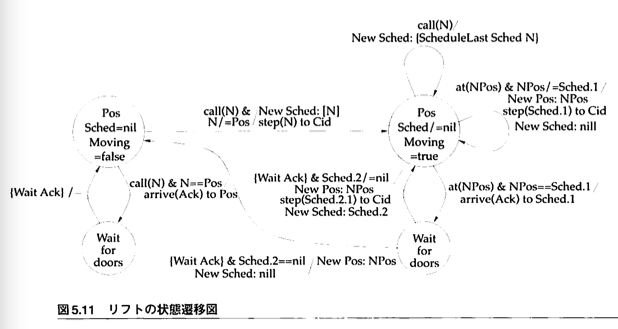 call(N)/
New Sched: {ScheduleLast Sched N}
at(NPos) & NPos/=Sched.1 /
New Pos: NPos
step(Sched.1) to Cid
New Sched: nill
Pos
Sched=nil
Moving
=false
call(N) & / New Sched: [N]
N/=Pos / step(N) to Cid
Pos
Sched/=nil
Moving
=true
{Wait Ack} /
call(N) & N==Pos /
arrive(Ack) to Pos
{Wait Ack} & Sched.2/=nil /
New Pos: NPos
step(Sched.2.1) to Cid
New Sched: Sched.2
at(NPos) & NPos==Sched.1 /
arrive(Ack) to Sched.1
Wait
for
doors
Wait
for
doors
{Wait Ack} & Sched.2==nil / New Pos: NPos
New Sched: nill
図5.11 リフトの状態遷移図